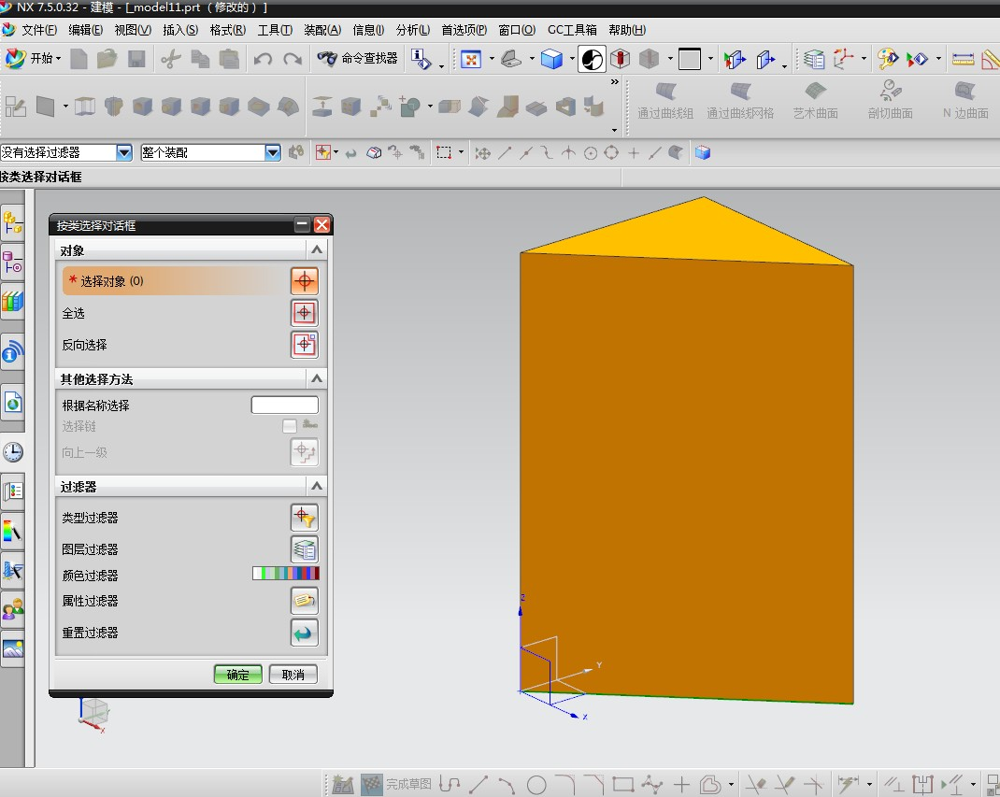 NX 7.5.0.32 - 建模 - [_model11.prt（修改的）]
文件(F) 编辑(E) 视图(V) 插入(S) 格式(R) 工具(T) 装配(A) 信息(I) 分析(L) 首选项(P) 窗口(O) GC工具箱 帮助(H)
开始 命令查找器
通过曲线组 通过曲线网格 艺术曲面 剖切曲面 N 边曲面
没有选择过滤器 整个装配
按类选择对话框
按类选择对话框
对象
* 选择对象 (0)
全选
反向选择
其他选择方法
根据名称选择
选择链
向上一级
过滤器
类型过滤器
图层过滤器
颜色过滤器
属性过滤器
重置过滤器
确定 取消
Z
Y
X
X
完成草图